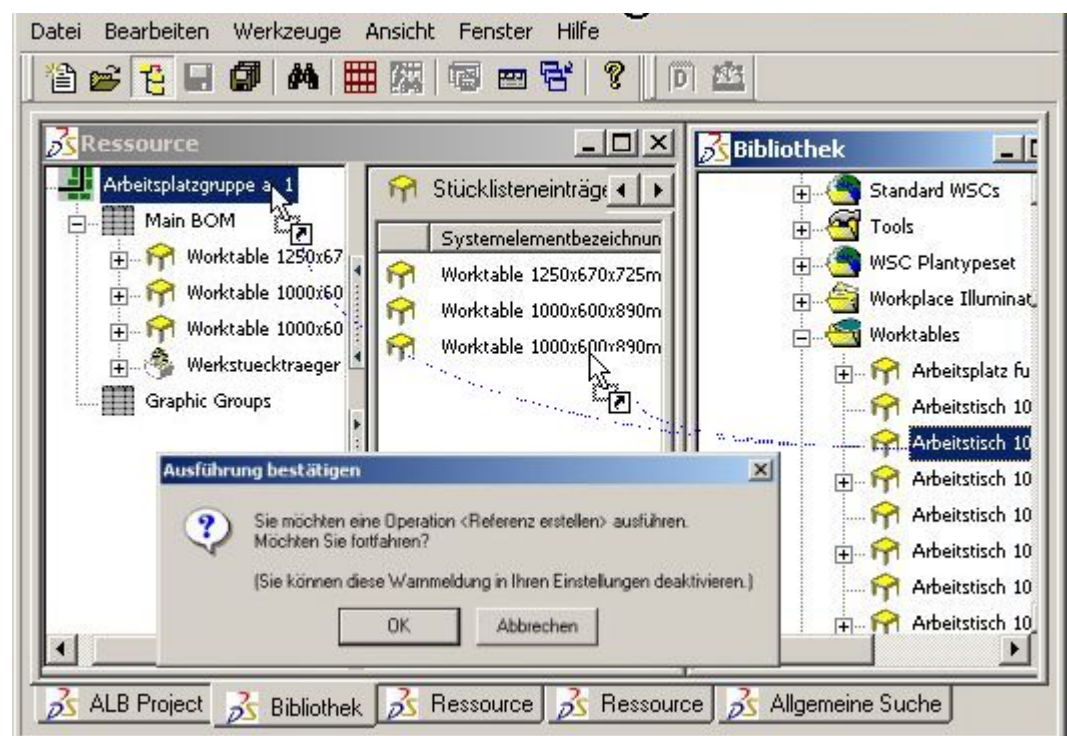 Datei Bearbeiten Werkzeuge Ansicht Fenster Hilfe
Ressource
Arbeitsplatzgruppe a_1
Main BOM
Worktable 1250x67
Worktable 1000x60
Worktable 1000x60
Werkstuecktraeger
Graphic Groups
Stücklisteneinträge
Systemelementbezeichnun
Worktable 1250x670x725m
Worktable 1000x600x890m
Worktable 1000x600x890m
Bibliothek
Standard WSCs
Tools
WSC Plantypeset
Workplace Illuminat
Worktables
Arbeitsplatz fu
Arbeitstisch 10
Arbeitstisch 10
Arbeitstisch 10
Arbeitstisch 10
Arbeitstisch 10
Arbeitstisch 10
Arbeitstisch 10
Ausführung bestätigen
Sie möchten eine Operation <Referenz erstellen> ausführen.
Möchten Sie fortfahren?
(Sie können diese Warnmeldung in Ihren Einstellungen deaktivieren.)
OK Abbrechen
ALB Project Bibliothek Ressource Ressource Allgemeine Suche